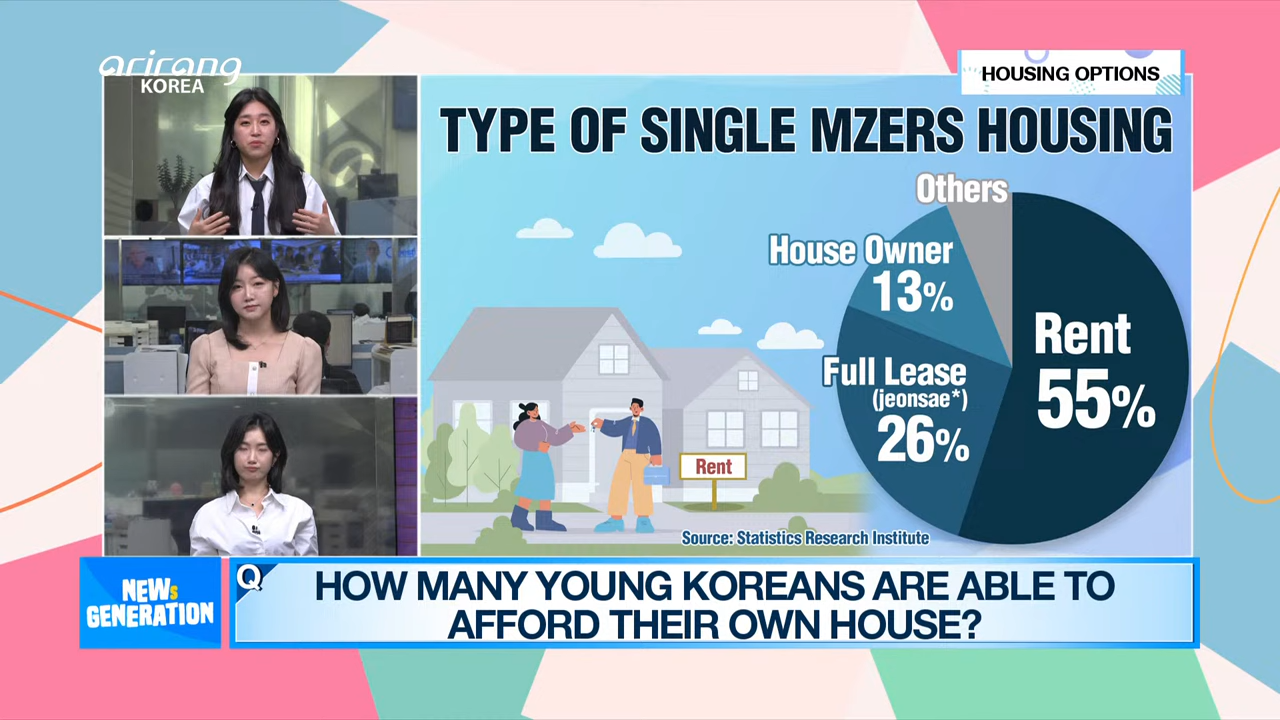 arirang
KOREA
HOUSING OPTIONS
TYPE OF SINGLE MZERS HOUSING
Others
House Owner
13%
Rent
55%
Full Lease
(jeonsae*)
26%
Rent
Source: Statistics Research Institute
NEWs
GENERATION
Q
HOW MANY YOUNG KOREANS ARE ABLE TO
AFFORD THEIR OWN HOUSE?